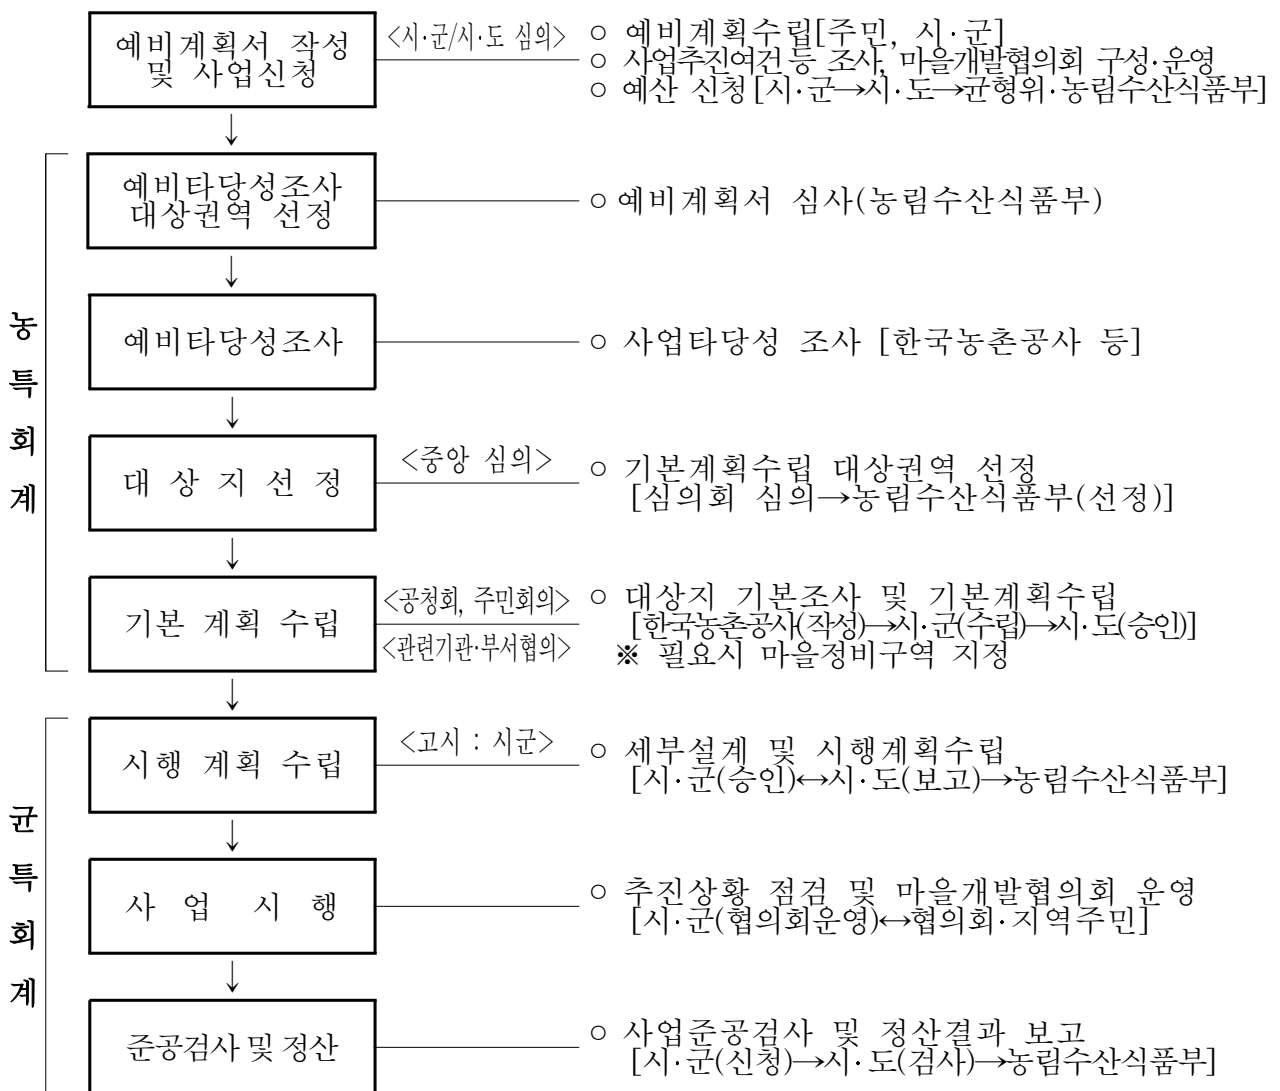 예비계획서 작성
및 사업신청
<시·군/시·도 심의>
○ 예비계획수립[주민, 시·군]
○ 사업추진여건 등 조사, 마을개발협의회 구성·운영
○ 예산 신청[시·군→시·도→균형위·농림수산식품부]
↓
농특회계
예비타당성조사
대상권역 선정
○ 예비계획서 심사(농림수산식품부)
↓
예비타당성조사
○ 사업타당성 조사 [한국농촌공사 등]
↓
대 상 지 선 정
<중앙 심의>
○ 기본계획수립 대상권역 선정
[심의회 심의→농림수산식품부(선정)]
↓
기본 계획 수립
<공청회, 주민회의>
<관련기관·부서협의>
○ 대상지 기본조사 및 기본계획수립
[한국농촌공사(작성)→시·군(수립)→시·도(승인)]
※ 필요시 마을정비구역 지정
↓
균특회계
시행 계획 수립
<고시 : 시군>
○ 세부설계 및 시행계획수립
[시·군(승인)↔시·도(보고)→농림수산식품부]
↓
사 업 시 행
○ 추진상황 점검 및 마을개발협의회 운영
[시·군(협의회운영)↔협의회·지역주민]
↓
준공검사 및 정산
○ 사업준공검사 및 정산결과 보고
[시·군(신청)→시·도(검사)→농림수산식품부]